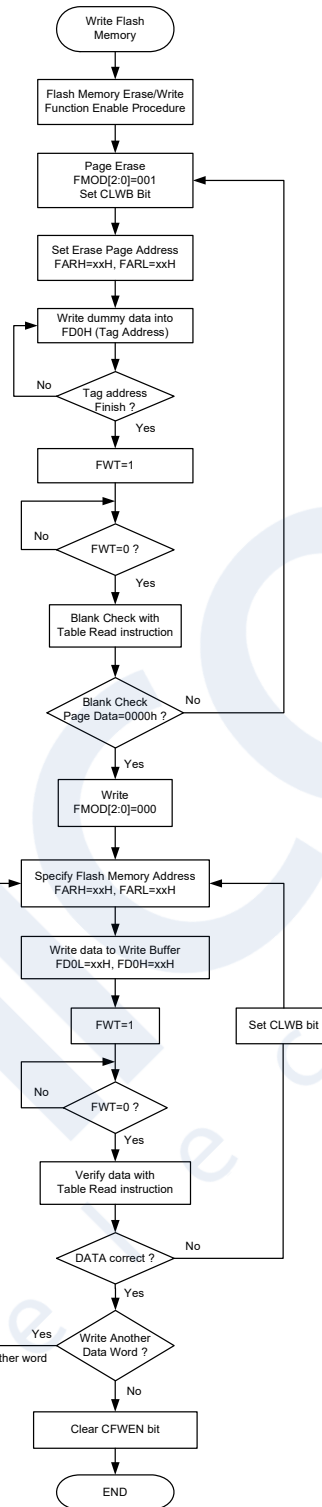 Write Flash
Memory
Flash Memory Erase/Write
Function Enable Procedure
Page Erase
FMOD[2:0]=001
Set CLWB Bit
Set Erase Page Address
FARH=xxH, FARL=xxH
Write dummy data into
FD0H (Tag Address)
No
Tag address
Finish ?
Yes
FWT=1
No
FWT=0 ?
Yes
Blank Check with
Table Read instruction
Blank Check
Page Data=0000h ?
No
Yes
Write
FMOD[2:0]=000
Specify Flash Memory Address
FARH=xxH, FARL=xxH
Write data to Write Buffer
FD0L=xxH, FD0H=xxH
FWT=1
Set CLWB bit
No
FWT=0 ?
Yes
Verify data with
Table Read instruction
DATA correct ?
No
Yes
Yes
Write Another
Data Word ?
word
No
Clear CFWEN bit
END